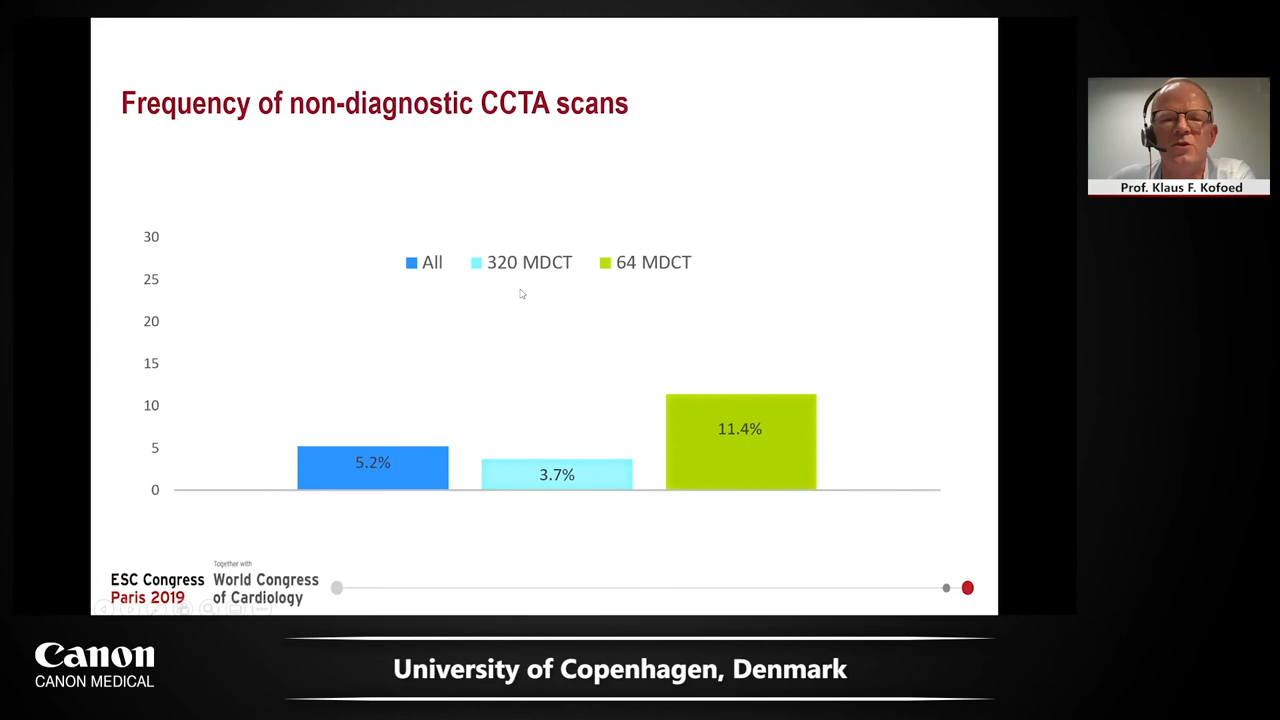 Frequency of non-diagnostic CCTA scans
30
25
20
15
10
5
0
All
320 MDCT
64 MDCT
5.2%
3.7%
11.4%
ESC Congress
Paris 2019
Together with
World Congress
of Cardiology
Prof. Klaus F. Kofoed
Canon
CANON MEDICAL
University of Copenhagen, Denmark